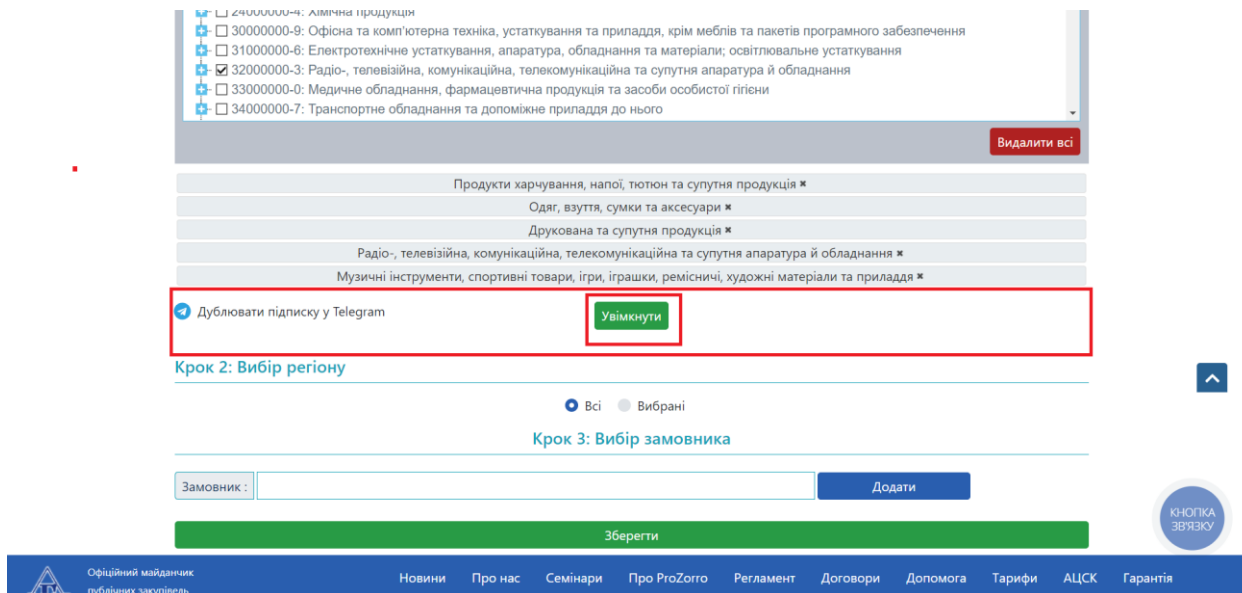 24000000-4: Хімічна продукція
30000000-9: Офісна та комп'ютерна техніка, устаткування та приладдя, крім меблів та пакетів програмного забезпечення
31000000-6: Електротехнічне устаткування, апаратура, обладнання та матеріали; освітлювальне устаткування
32000000-3: Радіо-, телевізійна, комунікаційна, телекомунікаційна та супутня апаратура й обладнання
33000000-0: Медичне обладнання, фармацевтична продукція та засоби особистої гігієни
34000000-7: Транспортне обладнання та допоміжне приладдя до нього
Видалити всі
Продукти харчування, напої, тютюн та супутня продукція ×
Одяг, взуття, сумки та аксесуари ×
Друкована та супутня продукція ×
Радіо-, телевізійна, комунікаційна, телекомунікаційна та супутня апаратура й обладнання ×
Музичні інструменти, спортивні товари, ігри, іграшки, ремісничі, художні матеріали та приладдя ×
Дублювати підписку у Telegram
Увімкнути
Крок 2: Вибір регіону
Всі Вибрані
Крок 3: Вибір замовника
Замовник :
Додати
КНОПКА
ЗВ'ЯЗКУ
Зберегти
Офіційний майданчик
публічних закупівель
Новини Про нас Семінари Про ProZorro Регламент Договори Допомога Тарифи АЦСК Гарантія